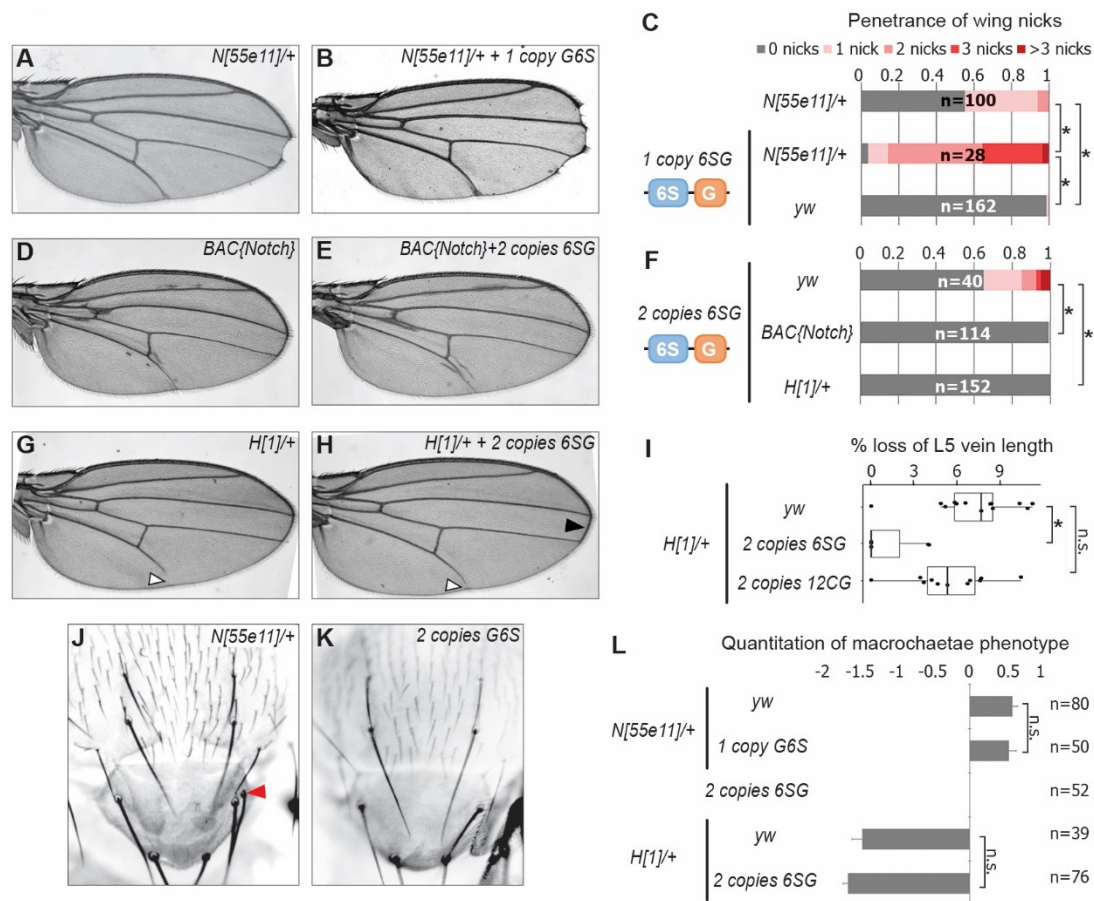 A
N[55e11]/+
B
N[55e11]/+ + 1 copy G6S
C
Penetrance of wing nicks
0 nicks 1 nick 2 nicks 3 nicks >3 nicks
0 0.2 0.4 0.6 0.8 1
N[55e11]/+
n=100
*
*
1 copy 6SG
N[55e11]/+
n=28
6S G
*
yw
n=162
D
BAC{Notch}
E
BAC{Notch}+2 copies 6SG
F
0 0.2 0.4 0.6 0.8 1
yw
n=40
2 copies 6SG
*
*
6S G
BAC{Notch}
n=114
H[1]/+
n=152
G
H[1]/+
H
H[1]/+ + 2 copies 6SG
I
% loss of L5 vein length
0 3 6 9
yw
*
n.s.
H[1]/+
2 copies 6SG
2 copies 12CG
J
N[55e11]/+
K
2 copies G6S
L
Quantitation of macrochaetae phenotype
-2 -1.5 -1 -0.5 0 0.5 1
yw
n=80
N[55e11]/+
n.s.
1 copy G6S
n=50
2 copies 6SG
n=52
yw
n=39
H[1]/+
n.s.
2 copies 6SG
n=76